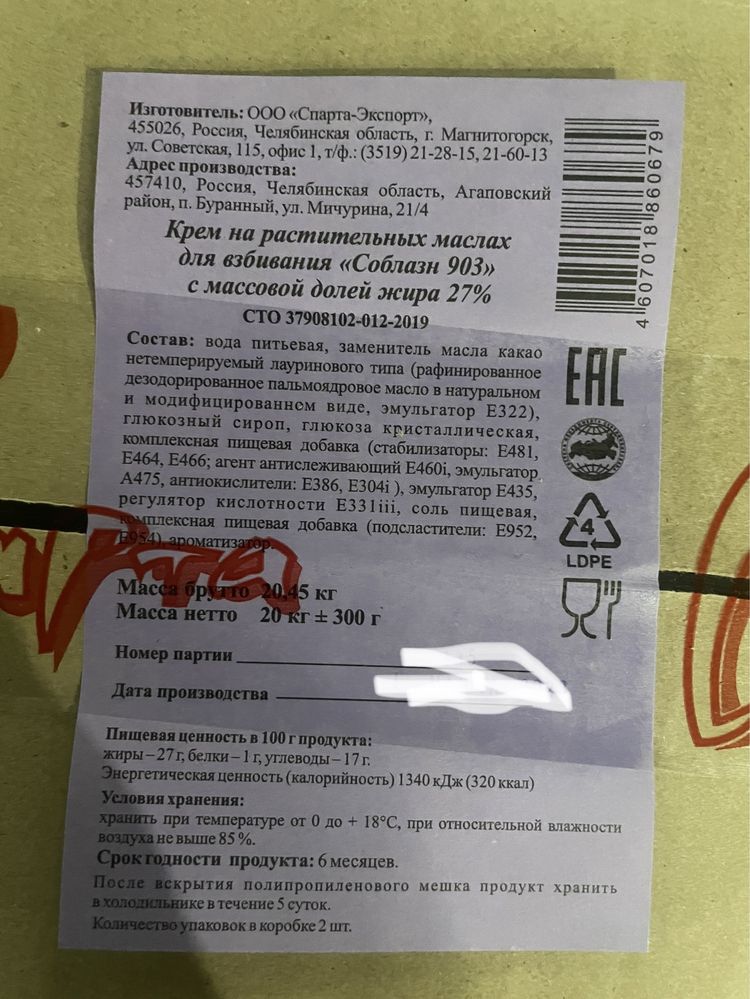 Изготовитель: ООО «Спарта-Экспорт»,
455026, Россия, Челябинская область, г. Магнитогорск,
ул. Советская, 115, офис 1, т/ф.: (3519) 21-28-15, 21-60-13
Адрес производства:
457410, Россия, Челябинская область, Агаповский
район, п. Буранный, ул. Мичурина, 21/4
Крем на растительных маслах
для взбивания «Соблазн 903»
с массовой долей жира 27%
СТО 37908102-012-2019
Состав: вода питьевая, заменитель масла какао
нетемперируемый лауринового типа (рафинированное
дезодорированное пальмоядровое масло в натуральном
и модифицированном виде, эмульгатор Е322),
глюкозный сироп, глюкоза кристаллическая,
комплексная пищевая добавка (стабилизаторы: Е481,
Е464, Е466; агент антислеживающий Е460i, эмульгатор
А475, антиокислители: Е386, Е304i ), эмульгатор Е435,
регулятор кислотности Е331iii, соль пищевая,
комплексная пищевая добавка (подсластители: Е952,
Е954), ароматизатор.
Масса брутто 20,45 кг
Масса нетто 20 кг ± 300 г
Номер партии
Дата производства
Пищевая ценность в 100 г продукта:
жиры – 27 г, белки – 1 г, углеводы – 17 г.
Энергетическая ценность (калорийность) 1340 кДж (320 ккал)
Условия хранения:
хранить при температуре от 0 до + 18°С, при относительной влажности
воздуха не выше 85 %.
Срок годности продукта: 6 месяцев.
После вскрытия полипропиленового мешка продукт хранить
в холодильнике в течение 5 суток.
Количество упаковок в коробке 2 шт.
4 607018 860679
ЕАС
4
LDPE